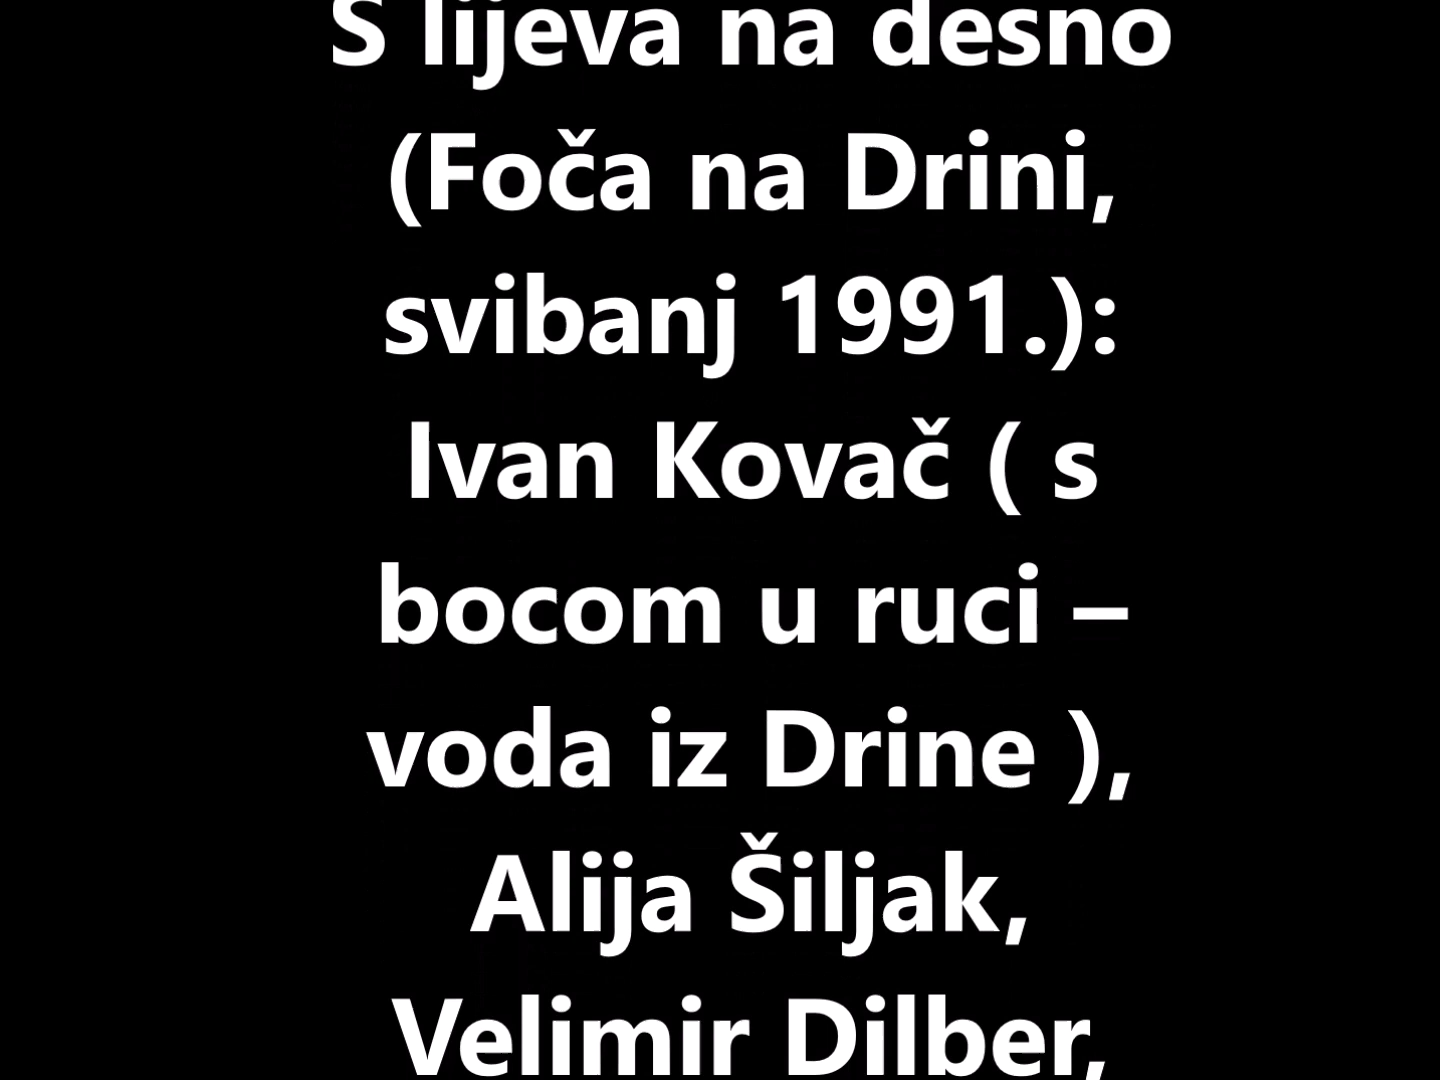 S lijeva na desno
(Foča na Drini,
svibanj 1991.):
Ivan Kovač ( s
bocom u ruci –
voda iz Drine ),
Alija Šiljak,
Velimir Dilber,